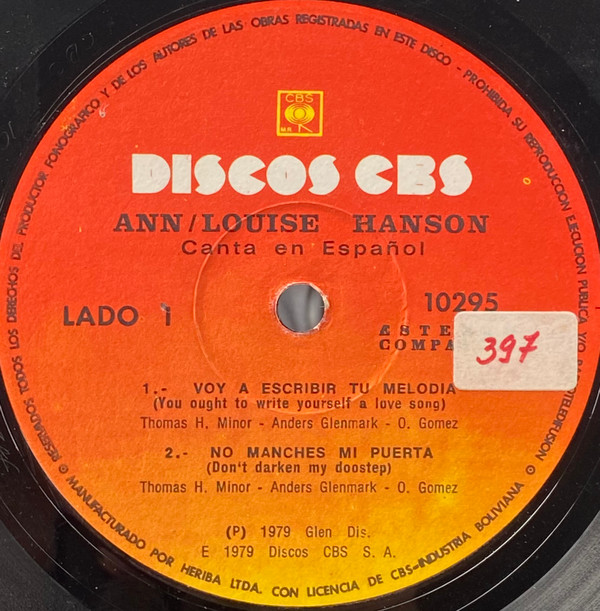 RESERVADOS TODOS LOS DERECHOS DEL PRODUCTOR FONOGRAFICO Y DE LOS AUTORES DE LAS OBRAS REGISTRADAS EN ESTE DISCO - PROHIBIDA SU REPRODUCCION EJECUCION PUBLICA Y/O
CBS
M.R.
DISCOS CBS
ANN/LOUISE HANSON
Canta en Español
LADO 1
10295
397
1.- VOY A ESCRIBIR TU MELODIA
(You ought to write yourself a love song)
Thomas H. Minor - Anders Glenmark - O. Gomez
2.- NO MANCHES MI PUERTA
(Don't darken my doostep)
Thomas H. Minor - Anders Glenmark - O. Gomez
(P) 1979 Glen Dis.
E 1979 Discos CBS S. A.
MANUFACTURADO POR HERIBA LTDA. CON LICENCIA DE CBS-INDUSTRIA BOLIVIANA